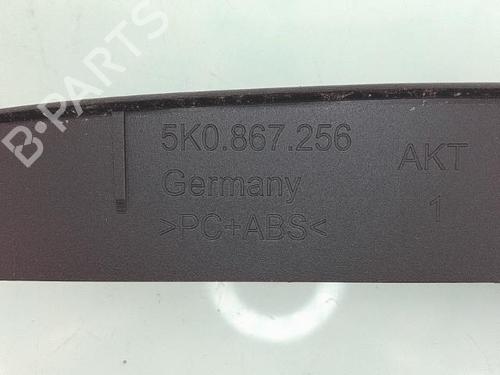 B-PARTS
5K0.867.256
Germany
>PC+ABS<
AKT
1